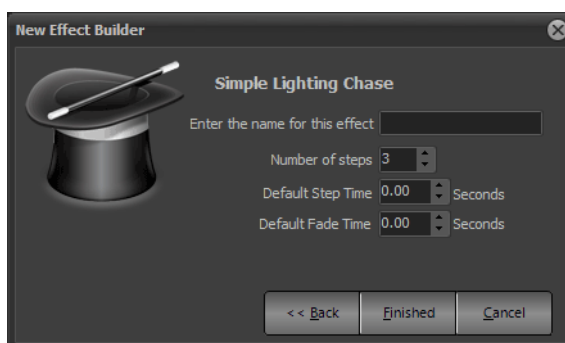 New Effect Builder
Simple Lighting Chase
Enter the name for this effect
Number of steps 3
Default Step Time 0.00 Seconds
Default Fade Time 0.00 Seconds
<< Back Finished Cancel